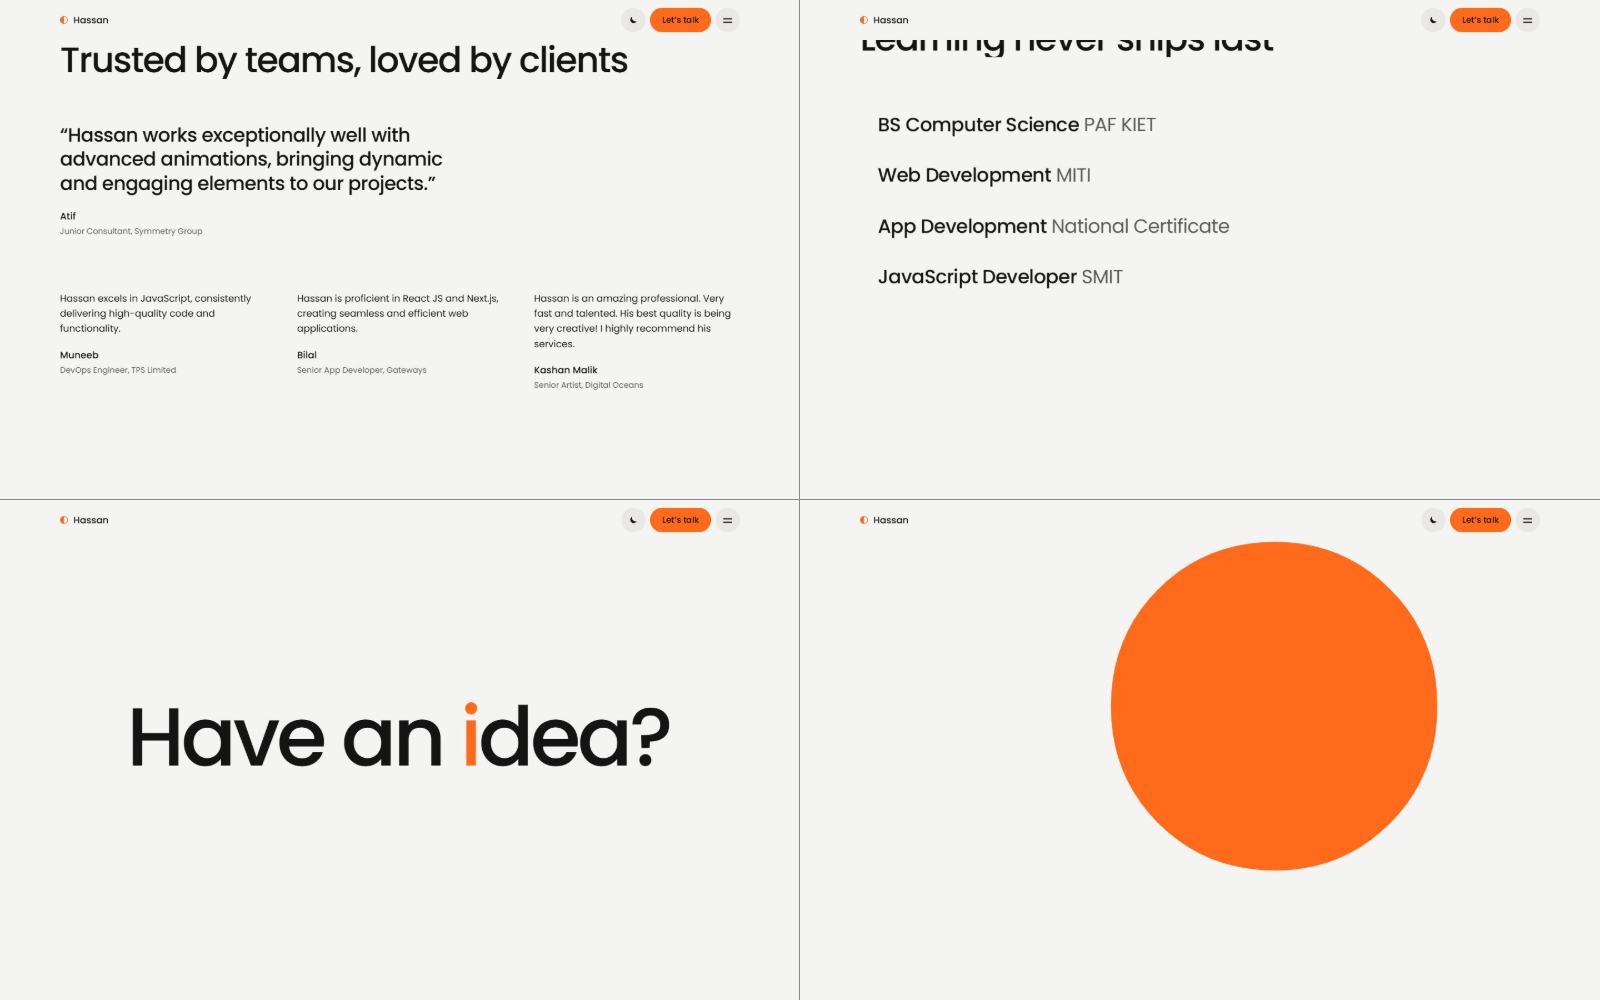 Hassan
Let's talk
Trusted by teams, loved by clients
“Hassan works exceptionally well with
advanced animations, bringing dynamic
and engaging elements to our projects.”
Atif
Junior Consultant, Symmetry Group
Hassan excels in JavaScript, consistently
delivering high-quality code and
functionality.
Muneeb
DevOps Engineer, TPS Limited
Hassan is proficient in React JS and Next.js,
creating seamless and efficient web
applications.
Bilal
Senior App Developer, Gateways
Hassan is an amazing professional. Very
fast and talented. His best quality is being
very creative! I highly recommend his
services.
Kashan Malik
Senior Artist, Digital Oceans
Hassan
Let's talk
Learning never ships last
BS Computer Science PAF KIET
Web Development MITI
App Development National Certificate
JavaScript Developer SMIT
Hassan
Let's talk
Have an idea?
Hassan
Let's talk